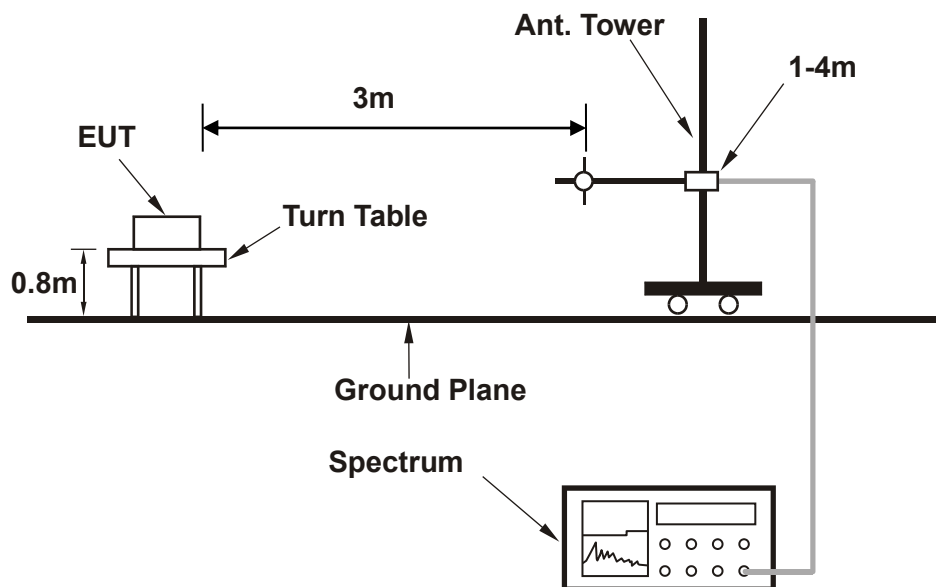 Ant. Tower
1-4m
3m
EUT
Turn Table
0.8m
Ground Plane
Spectrum